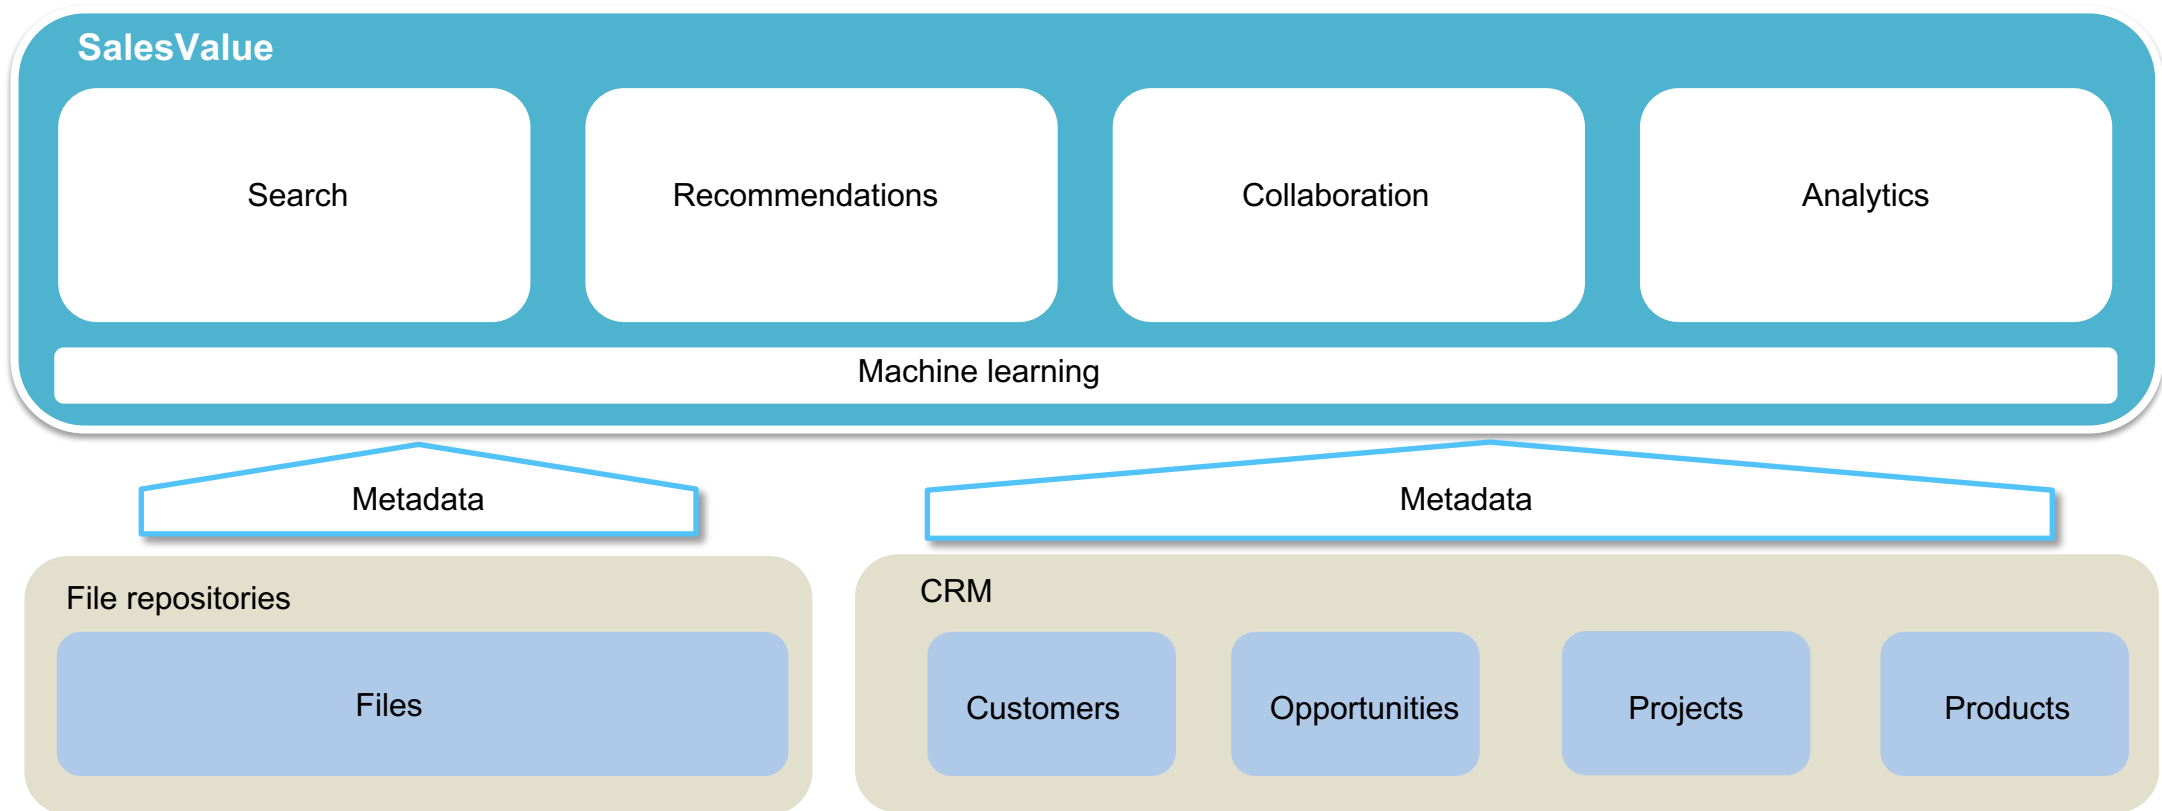 SalesValue
Search
Recommendations
Collaboration
Analytics
Machine learning
Metadata
Metadata
File repositories
Files
CRM
Customers
Opportunities
Projects
Products